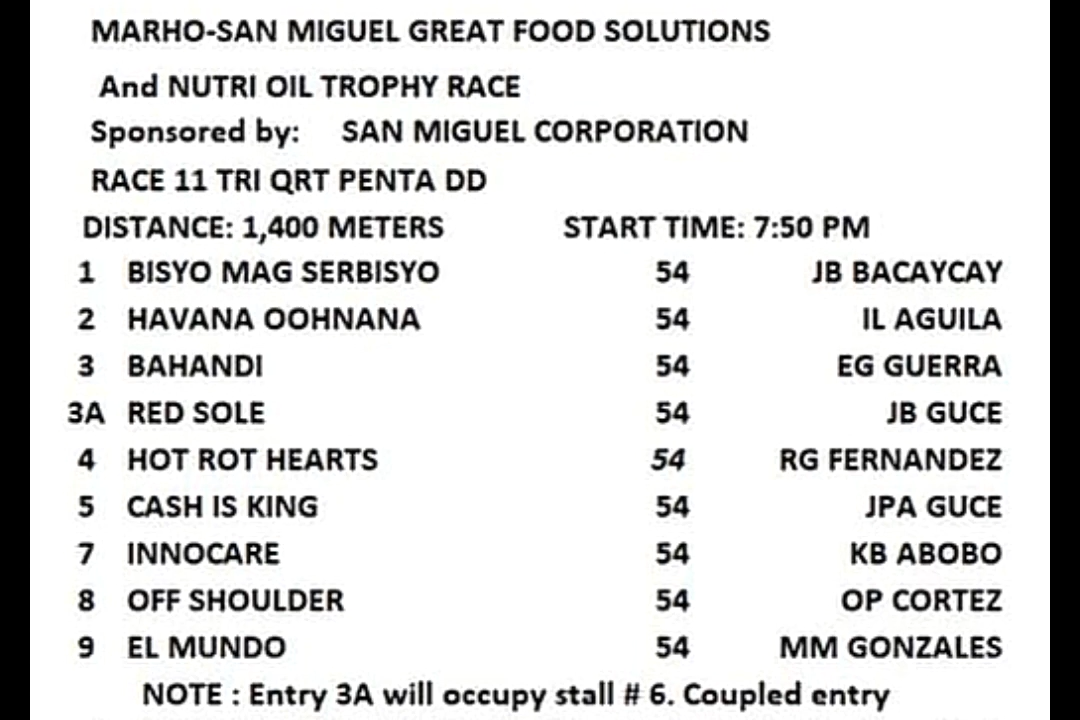 MARHO-SAN MIGUEL GREAT FOOD SOLUTIONS
And NUTRI OIL TROPHY RACE
Sponsored by: SAN MIGUEL CORPORATION
RACE 11 TRI QRT PENTA DD
DISTANCE: 1,400 METERS START TIME: 7:50 PM
1 BISYO MAG SERBISYO 54 JB BACAYCAY
2 HAVANA OOHNANA 54 IL AGUILA
3 BAHANDI 54 EG GUERRA
3A RED SOLE 54 JB GUCE
4 HOT ROT HEARTS 54 RG FERNANDEZ
5 CASH IS KING 54 JPA GUCE
7 INNOCARE 54 KB ABOBO
8 OFF SHOULDER 54 OP CORTEZ
9 EL MUNDO 54 MM GONZALES
NOTE : Entry 3A will occupy stall # 6. Coupled entry